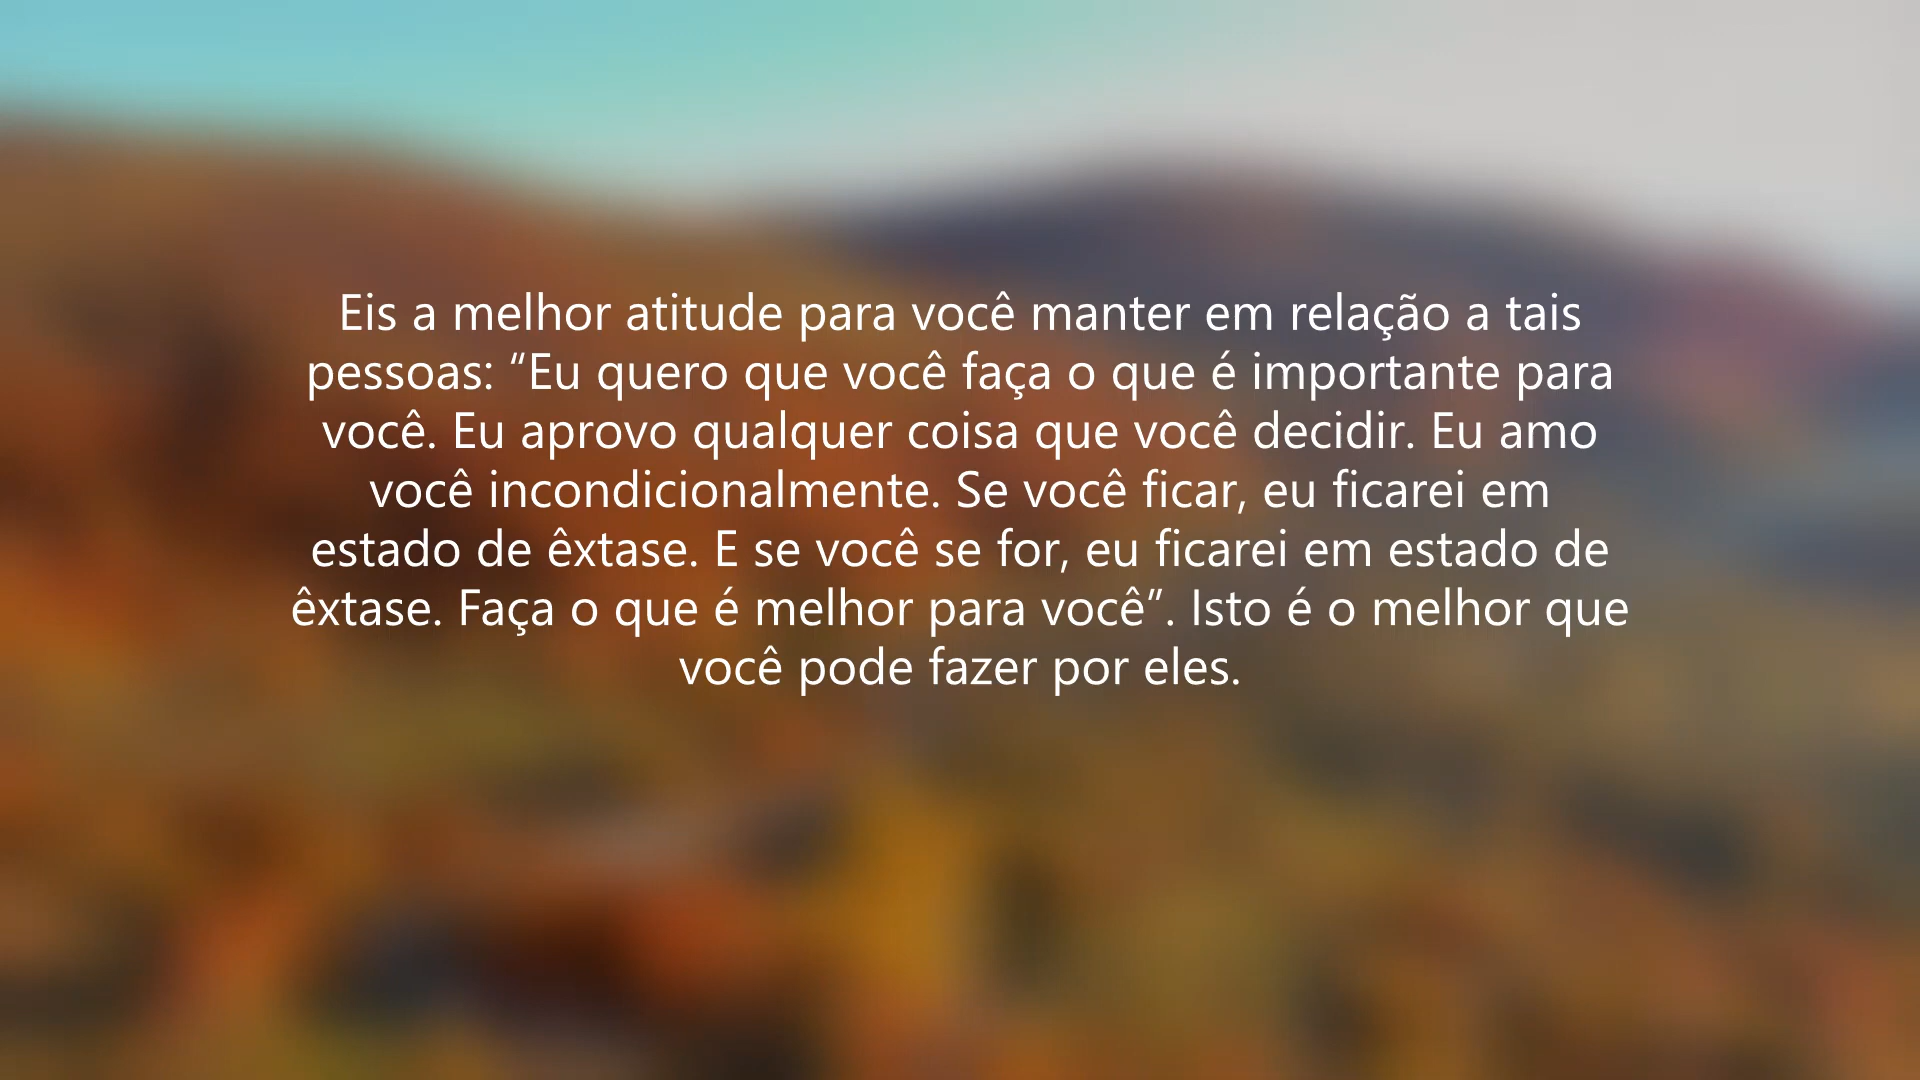 Eis a melhor atitude para você manter em relação a tais
pessoas: “Eu quero que você faça o que é importante para
você. Eu aprovo qualquer coisa que você decidir. Eu amo
você incondicionalmente. Se você ficar, eu ficarei em
estado de êxtase. E se você se for, eu ficarei em estado de
êxtase. Faça o que é melhor para você”. Isto é o melhor que
você pode fazer por eles.